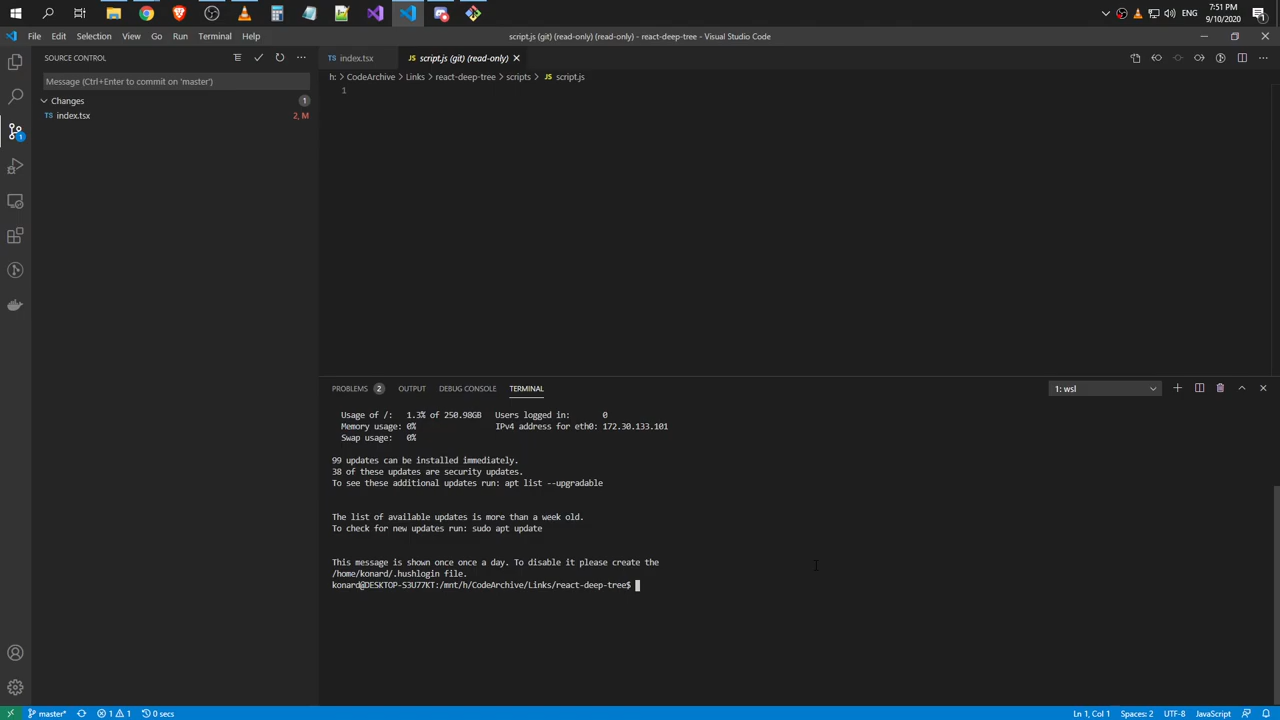 7:51 PM
ENG
9/10/2020
1
File Edit Selection View Go Run Terminal Help
script.js (git) (read-only) (read-only) - react-deep-tree - Visual Studio Code
SOURCE CONTROL
index.tsx
JS script.js (git) (read-only)
Message (Ctrl+Enter to commit on 'master')
h: > CodeArchive > Links > react-deep-tree > scripts > JS script.js
Changes 1
1
TS index.tsx 2, M
1
PROBLEMS 2 OUTPUT DEBUG CONSOLE TERMINAL
1: wsl
Usage of /: 1.3% of 250.98GB Users logged in: 0
Memory usage: 0% IPv4 address for eth0: 172.30.133.101
Swap usage: 0%
99 updates can be installed immediately.
38 of these updates are security updates.
To see these additional updates run: apt list --upgradable
The list of available updates is more than a week old.
To check for new updates run: sudo apt update
This message is shown once once a day. To disable it please create the
/home/konard/.hushlogin file.
konard@DESKTOP-S3U77KT:/mnt/h/CodeArchive/Links/react-deep-tree$
master* 1 1 0 secs
Ln 1, Col 1 Spaces: 2 UTF-8 JavaScript